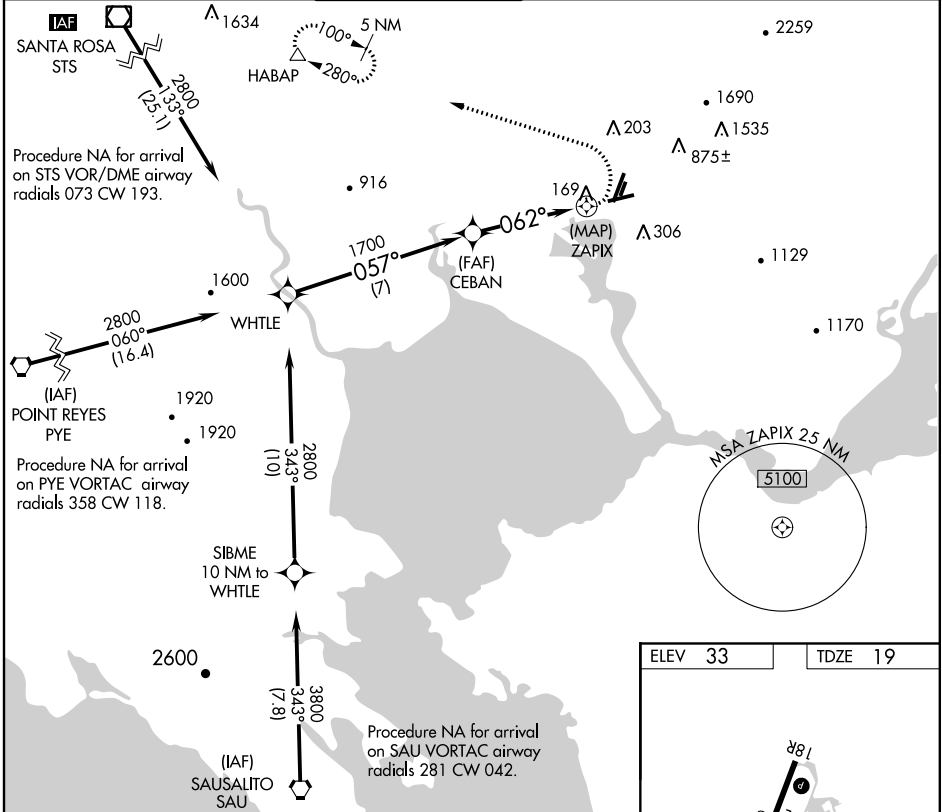 IAF
SANTA ROSA
STS
1634
5 NM
100°
280°
HABAP
2259
2800
133°
(25.1)
1690
203
1535
875±
Procedure NA for arrival
on STS VOR/DME airway
radials 073 CW 193.
916
169
062°
(MAP)
ZAPIX
306
1700
057°
(7)
(FAF)
CEBAN
1129
1600
WHTLE
2800
060°
(16.4)
1170
(IAF)
POINT REYES
PYE
1920
1920
2800
343°
(10)
Procedure NA for arrival
on PYE VORTAC airway
radials 358 CW 118.
MSA ZAPIX 25 NM
5100
SIBME
10 NM to
WHTLE
2600
3800
343°
(7.8)
ELEV 33
TDZE 19
Procedure NA for arrival
on SAU VORTAC airway
radials 281 CW 042.
(IAF)
SAUSALITO
SAU
18R
P